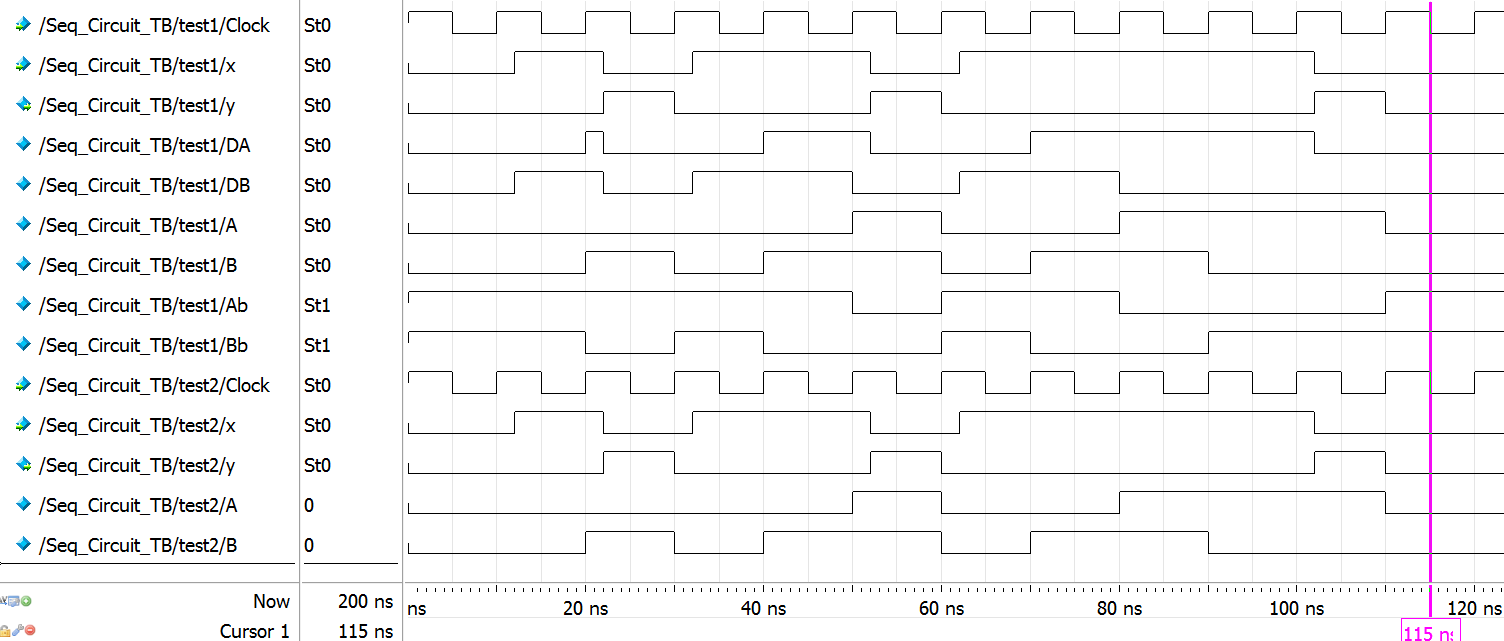 /Seq_Circuit_TB/test1/Clock St0
/Seq_Circuit_TB/test1/x St0
/Seq_Circuit_TB/test1/y St0
/Seq_Circuit_TB/test1/DA St0
/Seq_Circuit_TB/test1/DB St0
/Seq_Circuit_TB/test1/A St0
/Seq_Circuit_TB/test1/B St0
/Seq_Circuit_TB/test1/Ab St1
/Seq_Circuit_TB/test1/Bb St1
/Seq_Circuit_TB/test2/Clock St0
/Seq_Circuit_TB/test2/x St0
/Seq_Circuit_TB/test2/y St0
/Seq_Circuit_TB/test2/A 0
/Seq_Circuit_TB/test2/B 0
Now 200 ns ns 20 ns 40 ns 60 ns 80 ns 100 ns 120 ns
Cursor 1 115 ns 115 ns